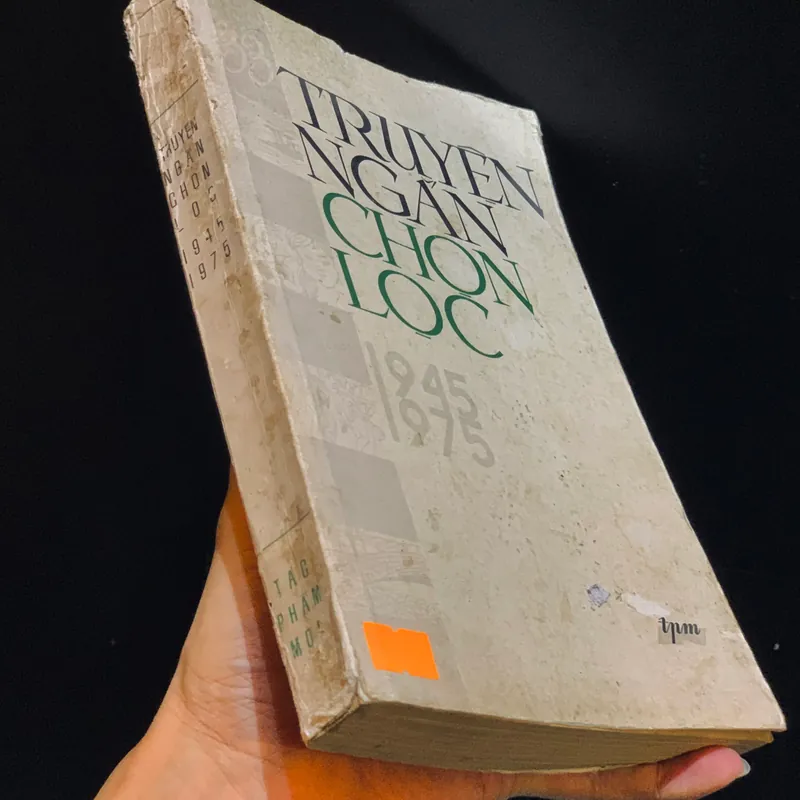 TRUYỆN
NGẮN
CHỌN
LỌC
1945
1975
tpm
TRUYỆN
NGẮN
CHỌN
LỌC
1945
1975
TÁC
PHẨM
MỚI